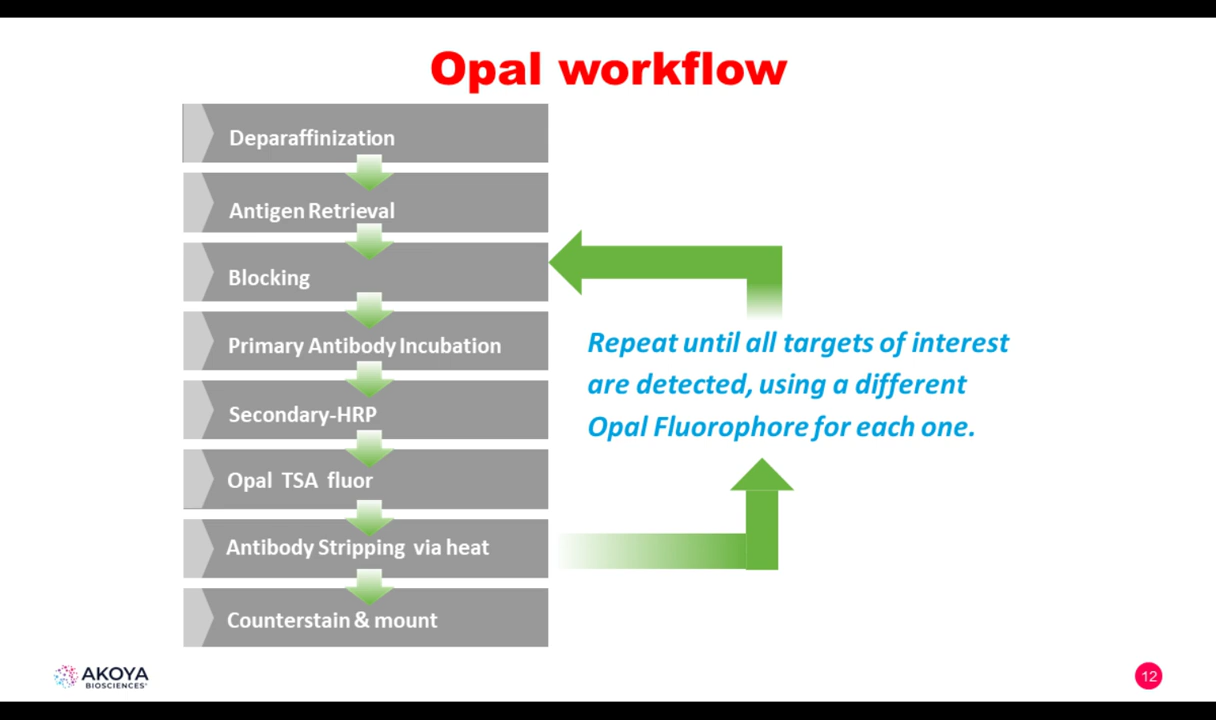 Opal workflow
Deparaffinization
Antigen Retrieval
Blocking
Primary Antibody Incubation
Secondary-HRP
Opal TSA fluor
Antibody Stripping via heat
Counterstain & mount
Repeat until all targets of interest
are detected, using a different
Opal Fluorophore for each one.
AKOYA
BIOSCIENCES
12